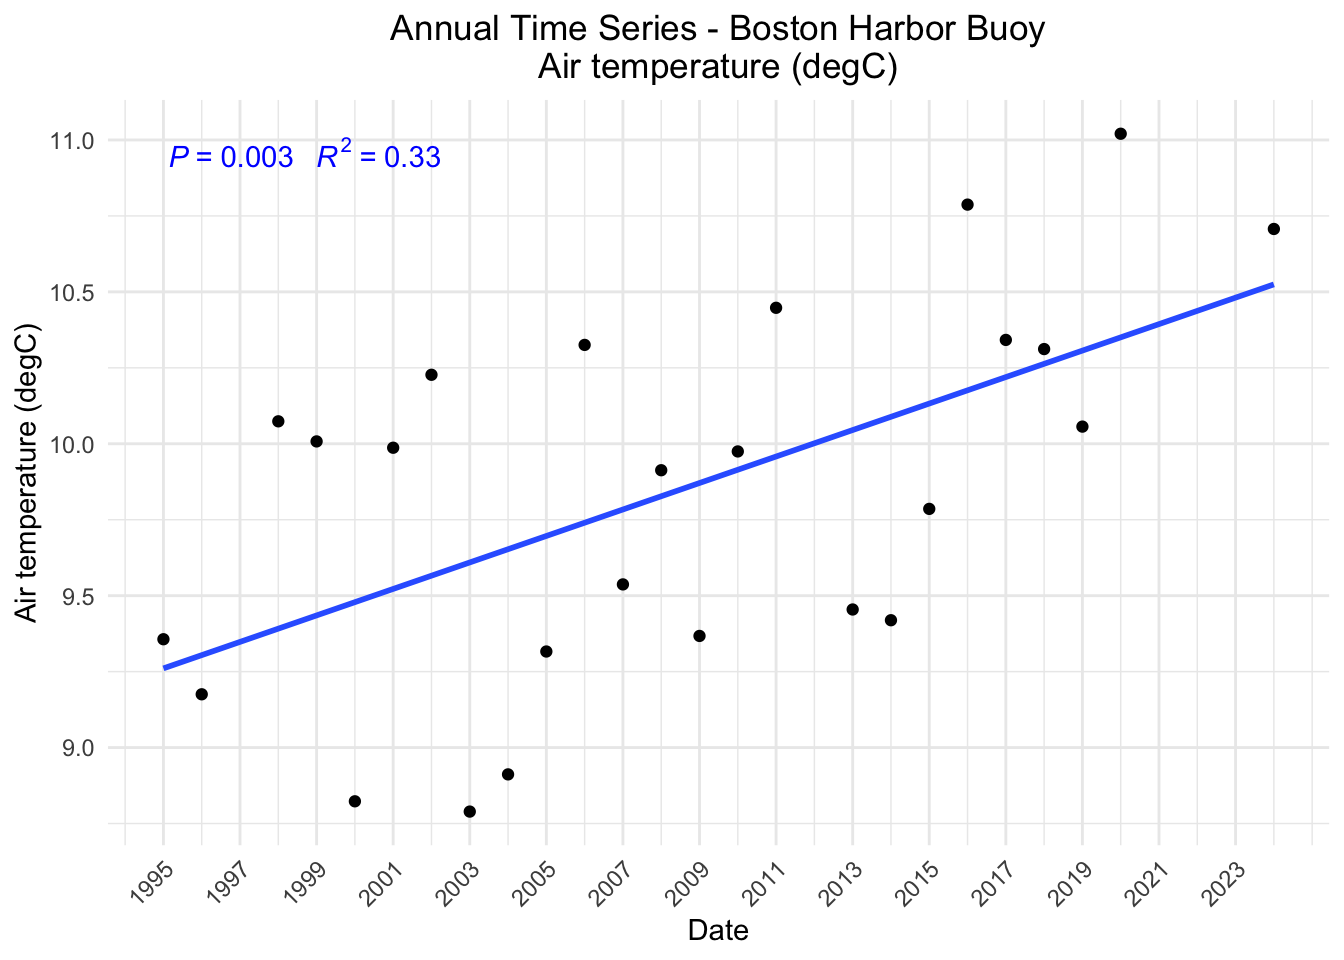 Annual Time Series - Boston Harbor Buoy
Air temperature (degC)
P = 0.003 R² = 0.33
11.0
10.5
10.0
9.5
9.0
Air temperature (degC)
1995 1997 1999 2001 2003 2005 2007 2009 2011 2013 2015 2017 2019 2021 2023
Date